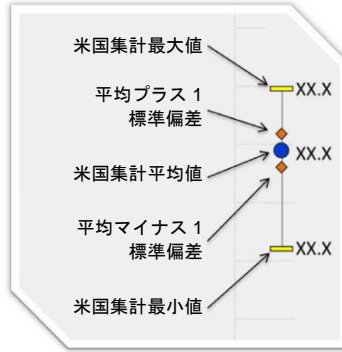 米国集計最大値
XX.X
平均プラス 1
標準偏差
XX.X
米国集計平均値
平均マイナス 1
標準偏差
XX.X
米国集計最小値